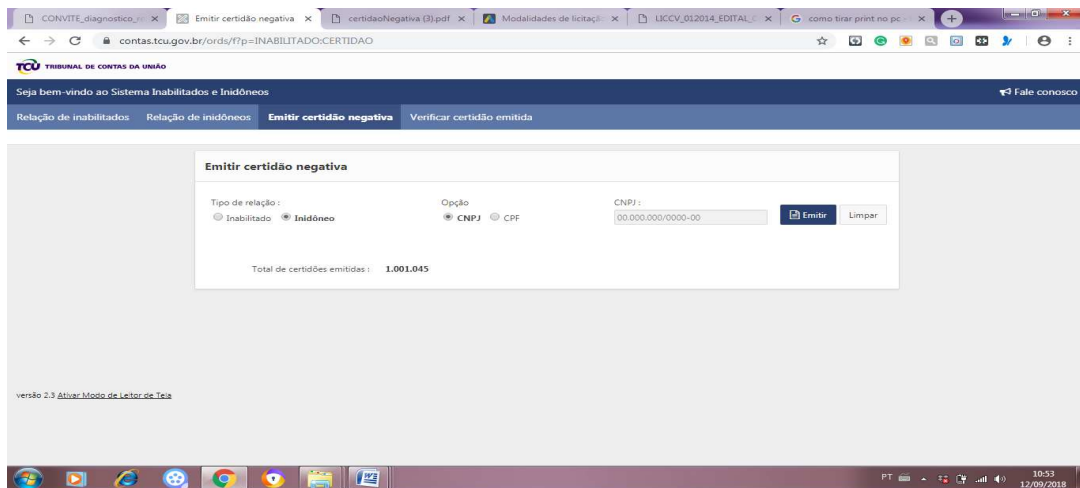 CONVITE_diagnostico_
Emitir certidão negativa
certidaoNegativa (3).pdf
Modalidades de licitaçã
LICCV_012014_EDITAL_C
como tirar print no pc
contas.tcu.gov.br/ords/f?p=INABILITADO:CERTIDAO
TCU TRIBUNAL DE CONTAS DA UNIÃO
Seja bem-vindo ao Sistema Inabilitados e Inidôneos
Fale conosco
Relação de inabilitados Relação de inidôneos Emitir certidão negativa Verificar certidão emitida
Emitir certidão negativa
Tipo de relação : Opção CNPJ :
Inabilitado Inidôneo CNPJ CPF 00.000.000/0000-00 Emitir Limpar
Total de certidões emitidas : 1.001.045
versão 2.3 Ativar Modo de Leitor de Tela
PT 10:53
12/09/2018